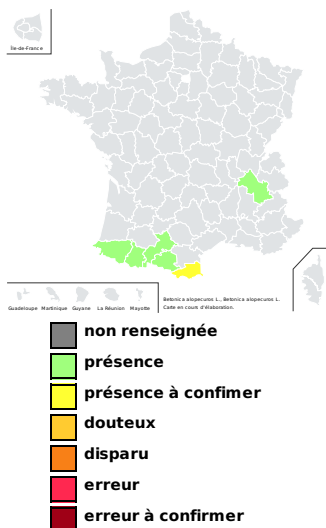 Île-de-France
Betonica alopecuros L., Betonica alopecuros L.
Carte en cours d'élaboration.
Guadeloupe Martinique Guyane La Réunion Mayotte
non renseignée
présence
présence à confimer
douteux
disparu
erreur
erreur à confirmer